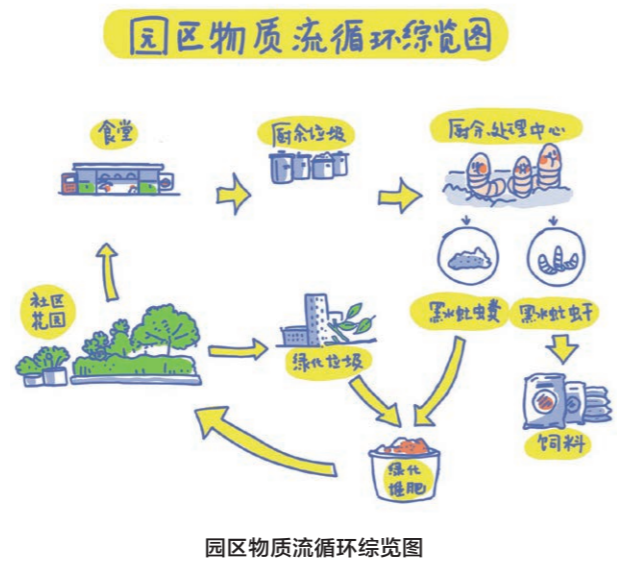 园区物质流循环综览图
食堂
厨余垃圾
厨余处理中心
社区
花园
绿化垃圾
黑水虻虫粪
黑水虻虫干
饲料
绿化
堆肥
园区物质流循环综览图